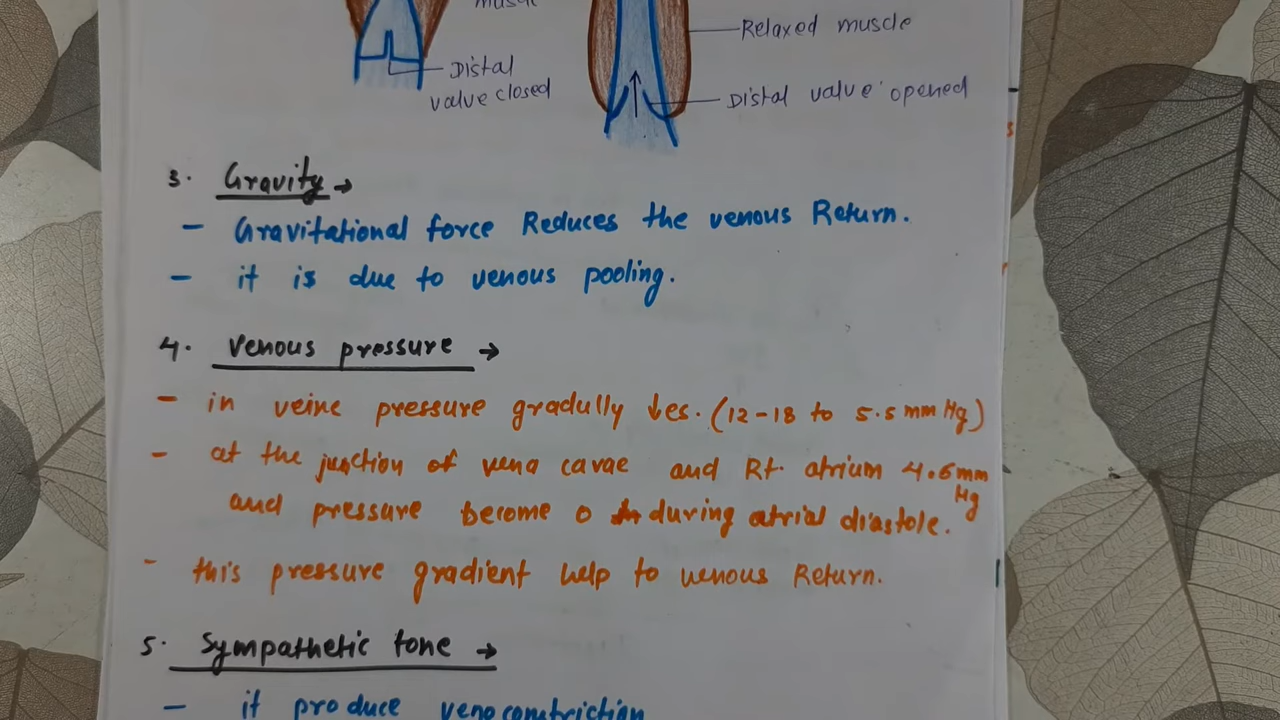 Relaxed muscle
Distal
valve closed
Distal valve opened
3. Gravity →
- Gravitational force Reduces the venous Return.
- it is due to venous pooling.
4. Venous pressure →
- in veine pressure gradully ↓es. (12-18 to 5.5 mm Hg)
- at the junction of vena cavae and Rt. atrium 4.6mm Hg
and pressure become 0 during atrial diastole.
- this pressure gradient help to venous Return.
5. Sympathetic tone →
- it produce venoconstriction